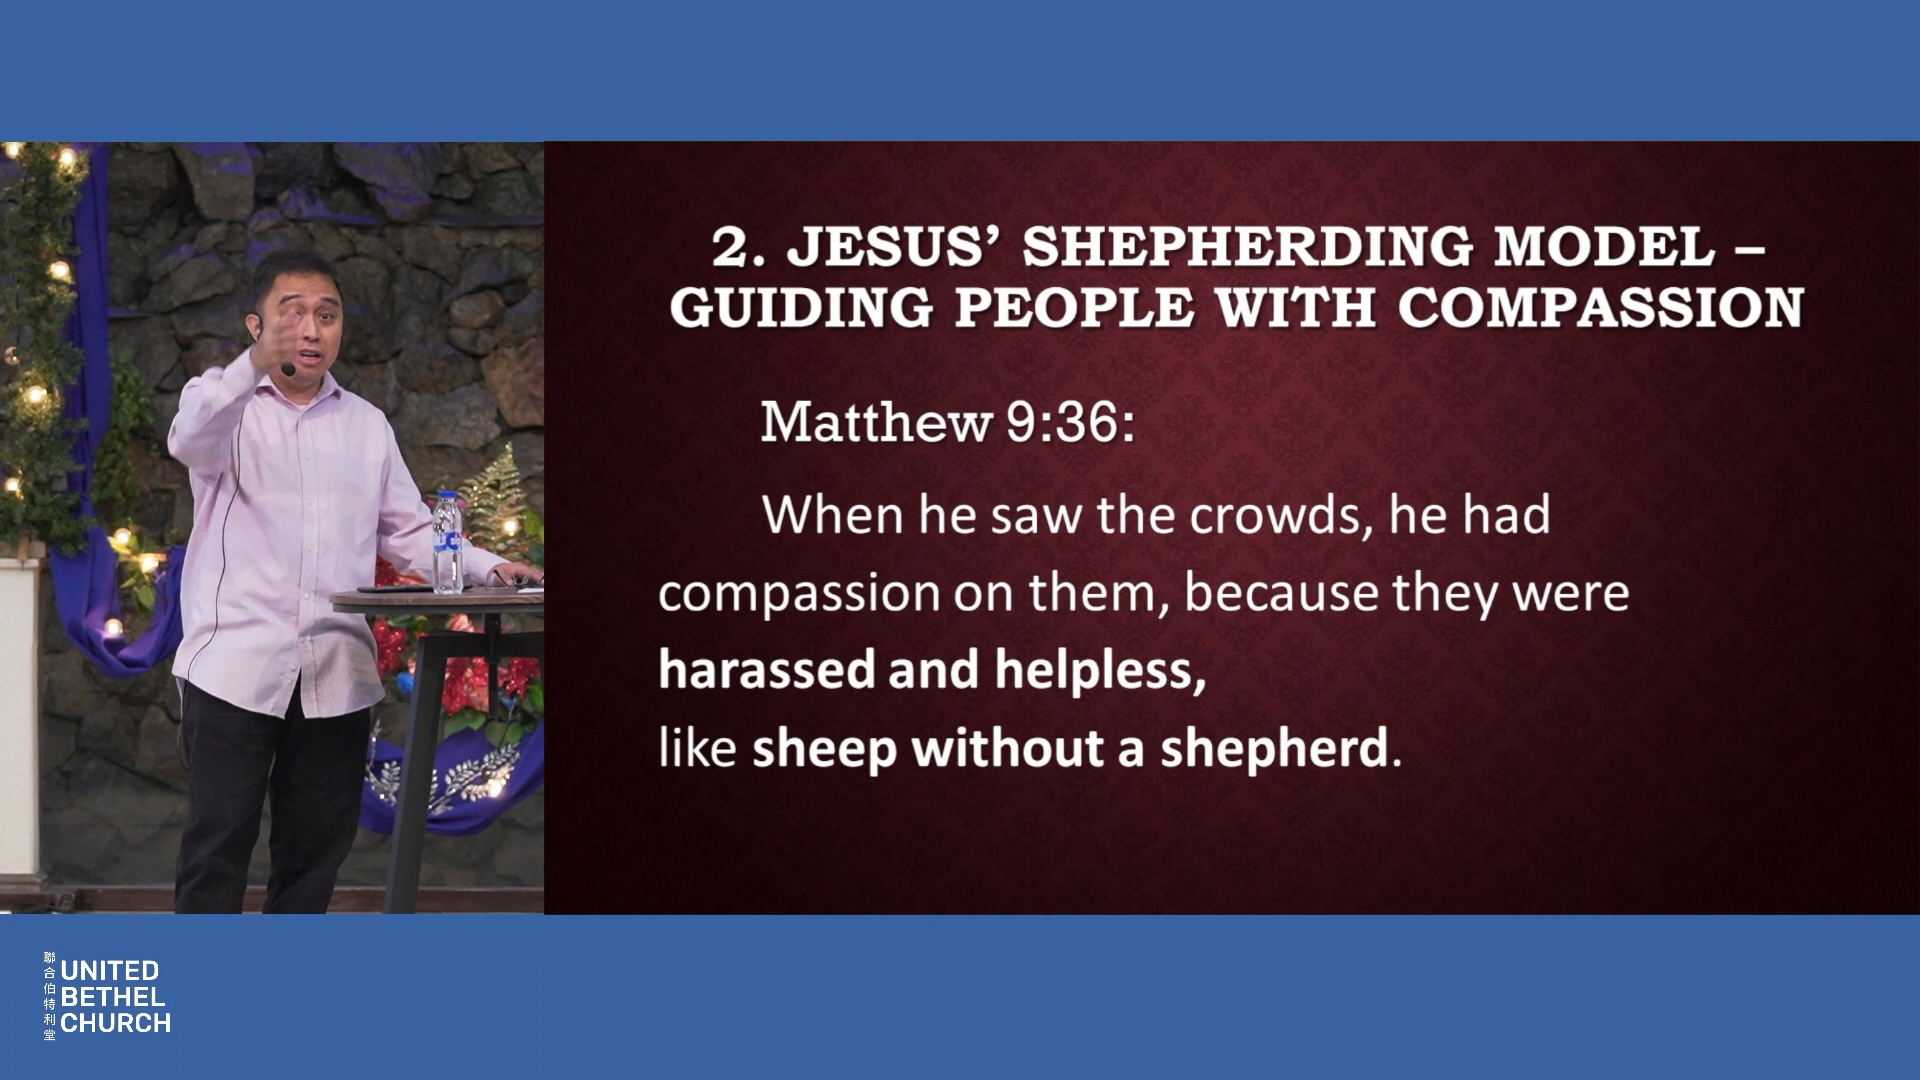 2. JESUS’ SHEPHERDING MODEL –
GUIDING PEOPLE WITH COMPASSION
Matthew 9:36:
When he saw the crowds, he had
compassion on them, because they were
harassed and helpless,
like sheep without a shepherd.
聯合伯特利堂
UNITED
BETHEL
CHURCH